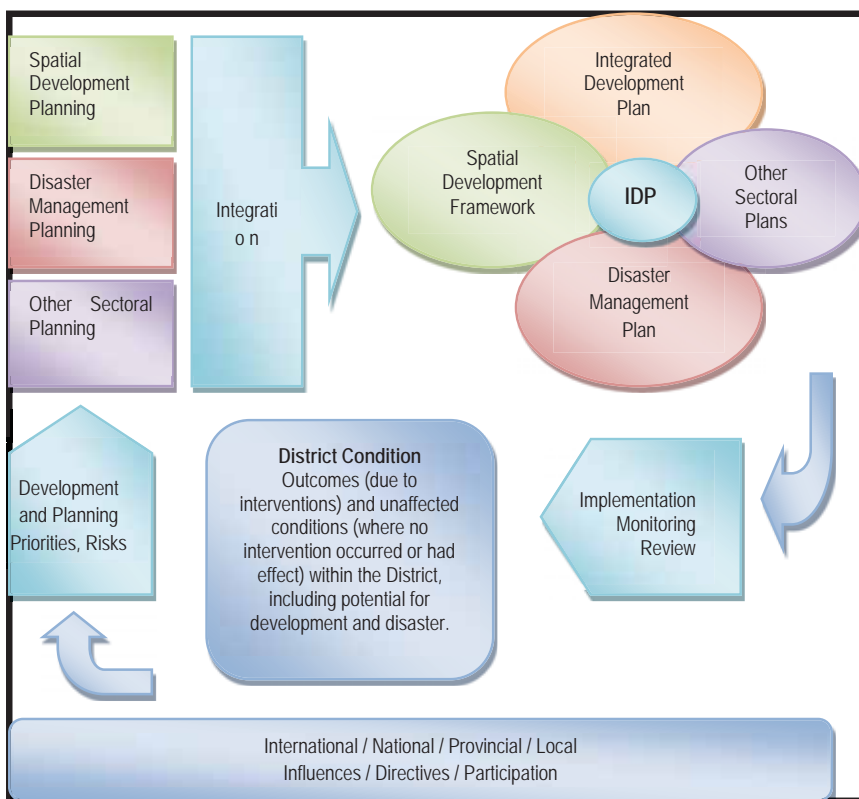 Spatial
Development
Planning
Disaster
Management
Planning
Other Sectoral
Planning
Integrati
o n
Integrated
Development
Plan
Spatial
Development
Framework
IDP
Other
Sectoral
Plans
Disaster
Management
Plan
Development
and Planning
Priorities, Risks
District Condition
Outcomes (due to
interventions) and unaffected
conditions (where no
intervention occurred or had
effect) within the District,
including potential for
development and disaster.
Implementation
Monitoring
Review
International / National / Provincial / Local
Influences / Directives / Participation